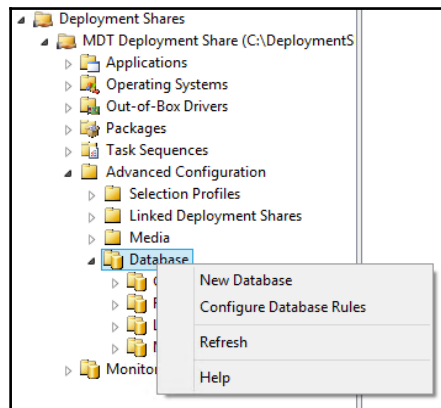 Deployment Shares
MDT Deployment Share (C:\DeploymentS
Applications
Operating Systems
Out-of-Box Drivers
Packages
Task Sequences
Advanced Configuration
Selection Profiles
Linked Deployment Shares
Media
Database
New Database
Configure Database Rules
Refresh
Help
Monitor